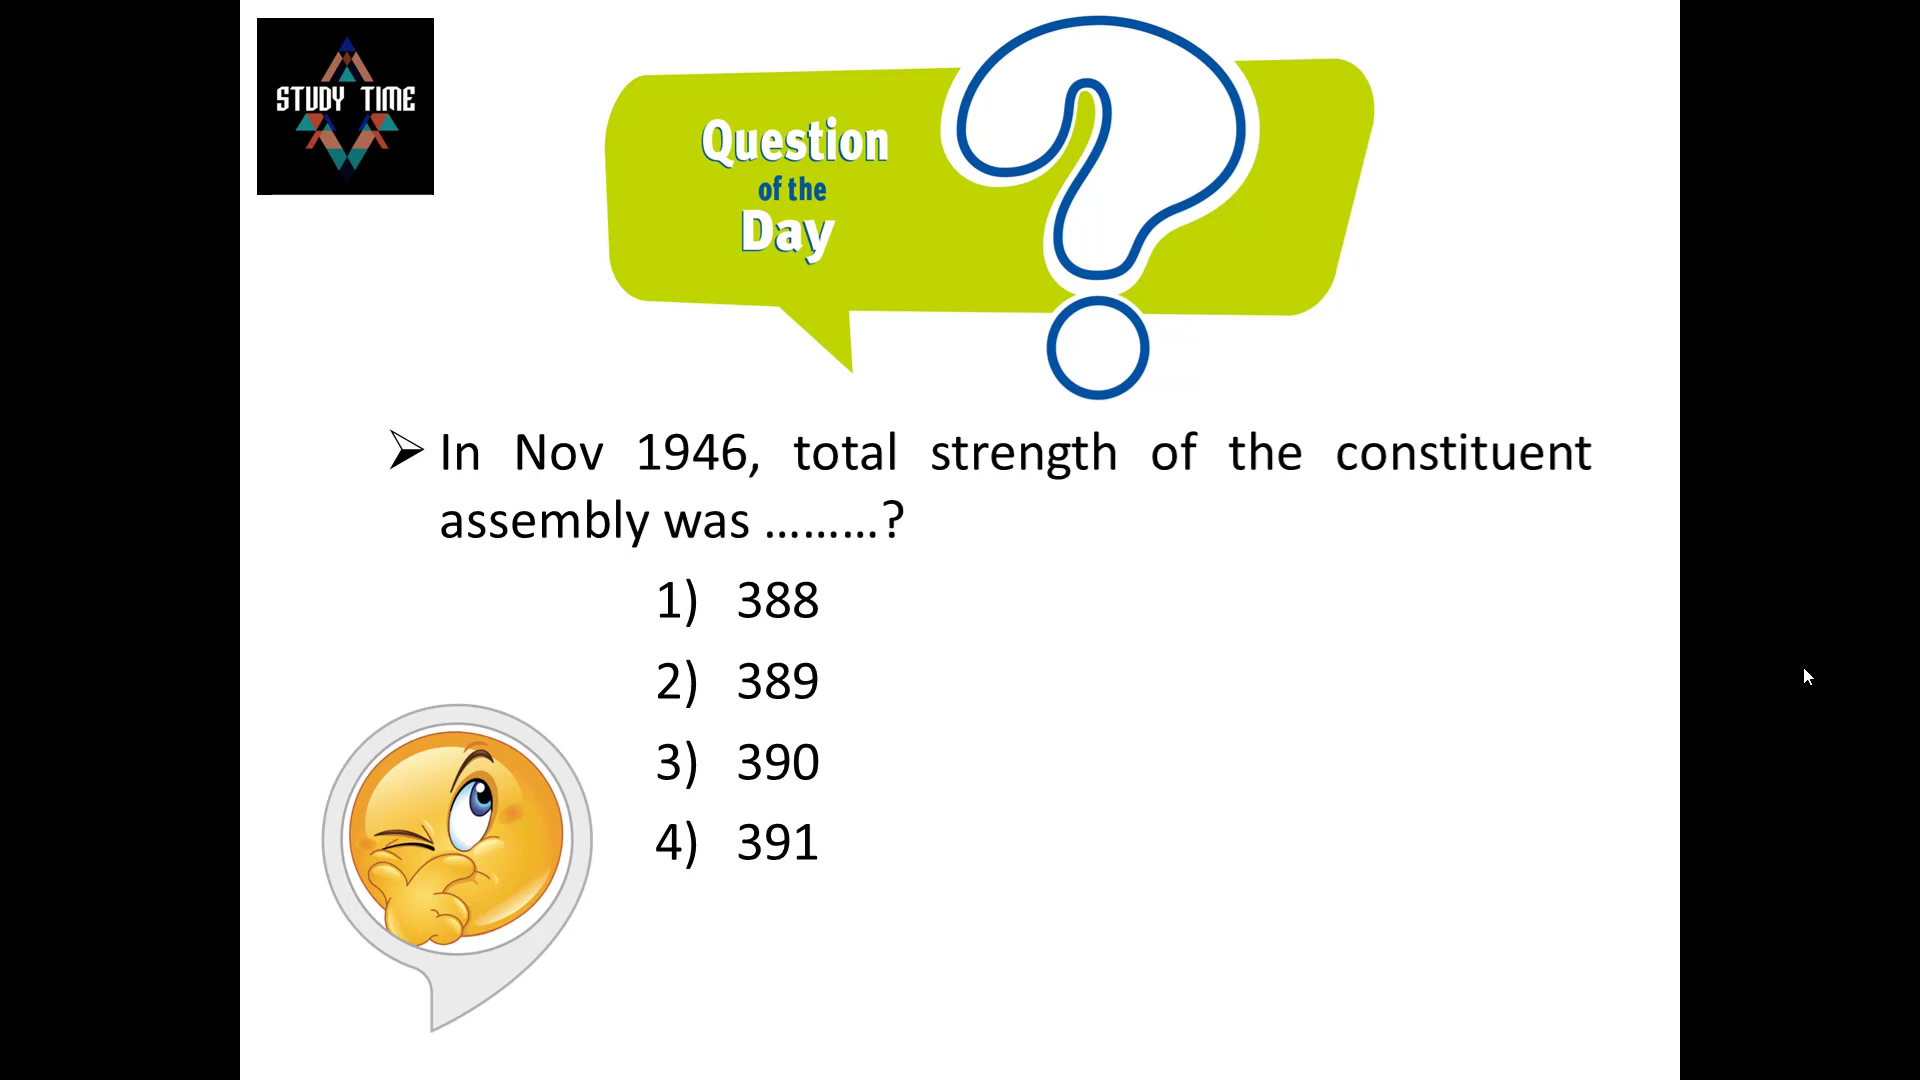 STUDY TIME
Question
of the
Day
➢ In Nov 1946, total strength of the constituent
assembly was .........?
1) 388
2) 389
3) 390
4) 391